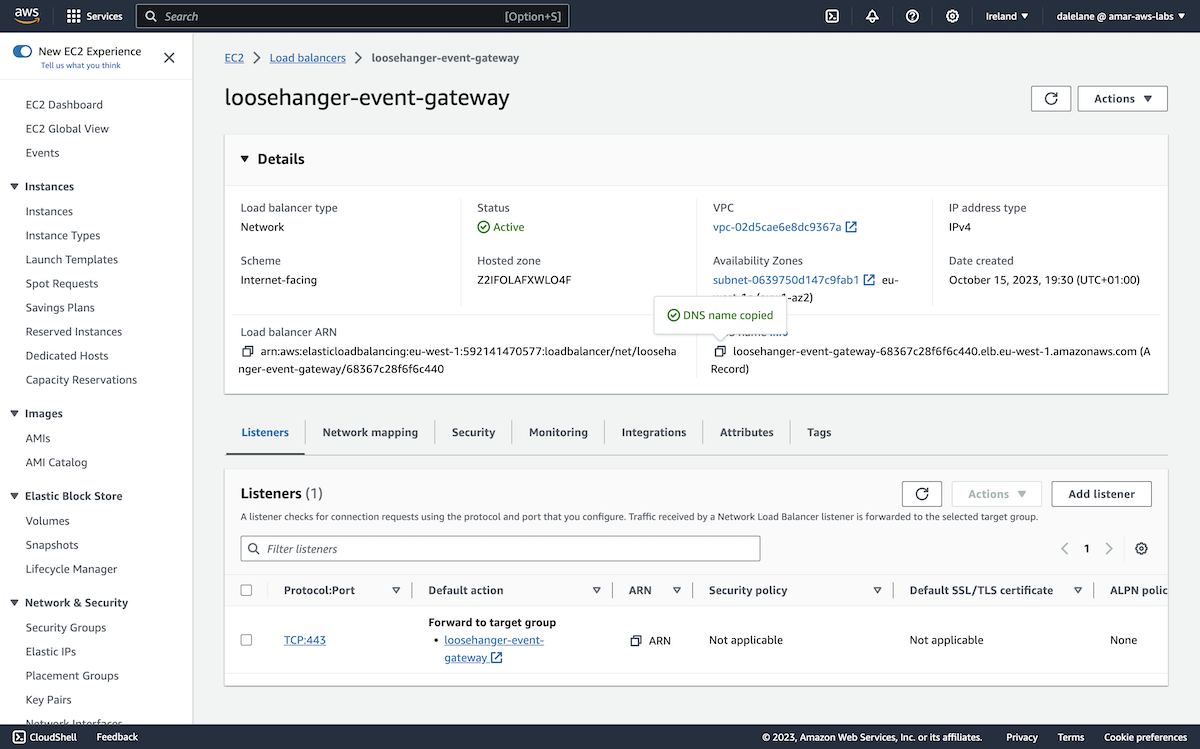 aws
Services
Search
[Option+S]
Ireland
dalelane @ amar-aws-labs
New EC2 Experience
Tell us what you think
EC2 Dashboard
EC2 Global View
Events
Instances
Instances
Instance Types
Launch Templates
Spot Requests
Savings Plans
Reserved Instances
Dedicated Hosts
Capacity Reservations
Images
AMIs
AMI Catalog
Elastic Block Store
Volumes
Snapshots
Lifecycle Manager
Network & Security
Security Groups
Elastic IPs
Placement Groups
Key Pairs
Network Interfaces
EC2
Load balancers
loosehanger-event-gateway
loosehanger-event-gateway
Actions
Details
Load balancer type
Network
Status
Active
VPC
vpc-02d5cae6e8dc9367a
IP address type
IPv4
Scheme
Internet-facing
Hosted zone
Z2IFOLAFXWLO4F
Availability Zones
subnet-0639750d147c9fab1 eu-
-az2)
Date created
October 15, 2023, 19:30 (UTC+01:00)
DNS name copied
Load balancer ARN
arn:aws:elasticloadbalancing:eu-west-1:592141470577:loadbalancer/net/looseha
nger-event-gateway/68367c28f6f6c440
loosehanger-event-gateway-68367c28f6f6c440.elb.eu-west-1.amazonaws.com (A
Record)
Listeners
Network mapping
Security
Monitoring
Integrations
Attributes
Tags
Listeners (1)
Actions
Add listener
A listener checks for connection requests using the protocol and port that you configure. Traffic received by a Network Load Balancer listener is forwarded to the selected target group.
Filter listeners
1
Protocol:Port
Default action
ARN
Security policy
Default SSL/TLS certificate
ALPN polic
TCP:443
Forward to target group
• loosehanger-event-
gateway
ARN
Not applicable
Not applicable
None
CloudShell
Feedback
© 2023, Amazon Web Services, Inc. or its affiliates.
Privacy
Terms
Cookie preferences